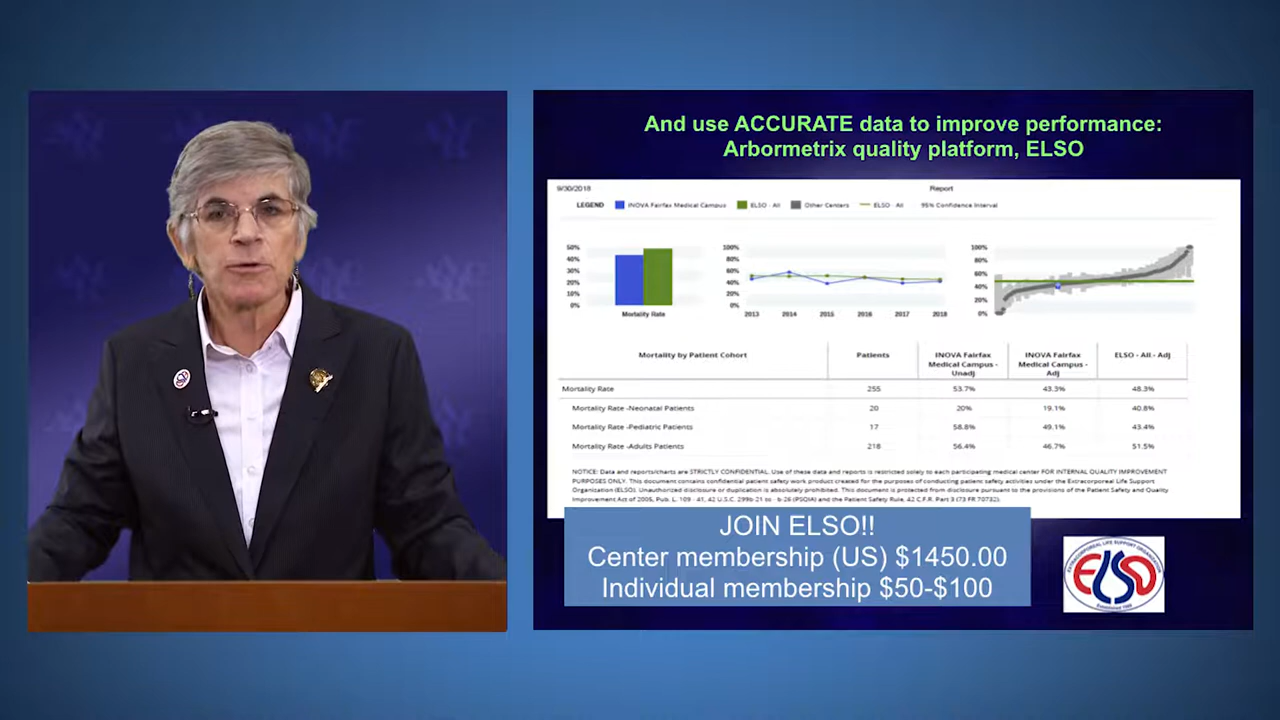 And use ACCURATE data to improve performance:
Arbormetrix quality platform, ELSO
9/30/2018
Report
LEGEND INOVA Fairfax Medical Campus ELSO - All Other Centers ELSO - All 95% Confidence Interval
50%
40%
30%
20%
10%
0%
Mortality Rate
100%
80%
60%
40%
20%
0%
2013 2014 2015 2016 2017 2018
100%
80%
60%
40%
20%
0%
Mortality by Patient Cohort
Patients
INOVA Fairfax
Medical Campus -
Unadj
INOVA Fairfax
Medical Campus -
Adj
ELSO - All - Adj
Mortality Rate 255 53.7% 43.3% 48.3%
Mortality Rate -Neonatal Patients 20 20% 19.1% 40.8%
Mortality Rate -Pediatric Patients 17 58.8% 49.1% 43.4%
Mortality Rate -Adults Patients 218 56.4% 46.7% 51.5%
NOTICE: Data and reports/charts are STRICTLY CONFIDENTIAL. Use of these data and reports is restricted solely to each participating medical center FOR INTERNAL QUALITY IMPROVEMENT
PURPOSES ONLY. This document contains confidential patient safety work product created for the purposes of conducting patient safety activities under the Extracorporeal Life Support
Organization (ELSO). Unauthorized disclosure or duplication is absolutely prohibited. This document is protected from disclosure pursuant to the provisions of the Patient Safety and Quality
Improvement Act of 2005, Pub. L. 109 - 41, 42 U.S.C. 299b-21 to - b-26 (PSQIA) and the Patient Safety Rule, 42 C.F.R. Part 3 (73 FR 70732).
JOIN ELSO!!
Center membership (US) $1450.00
Individual membership $50-$100
EXTRACORPOREAL LIFE SUPPORT ORGANIZATION
ELSO